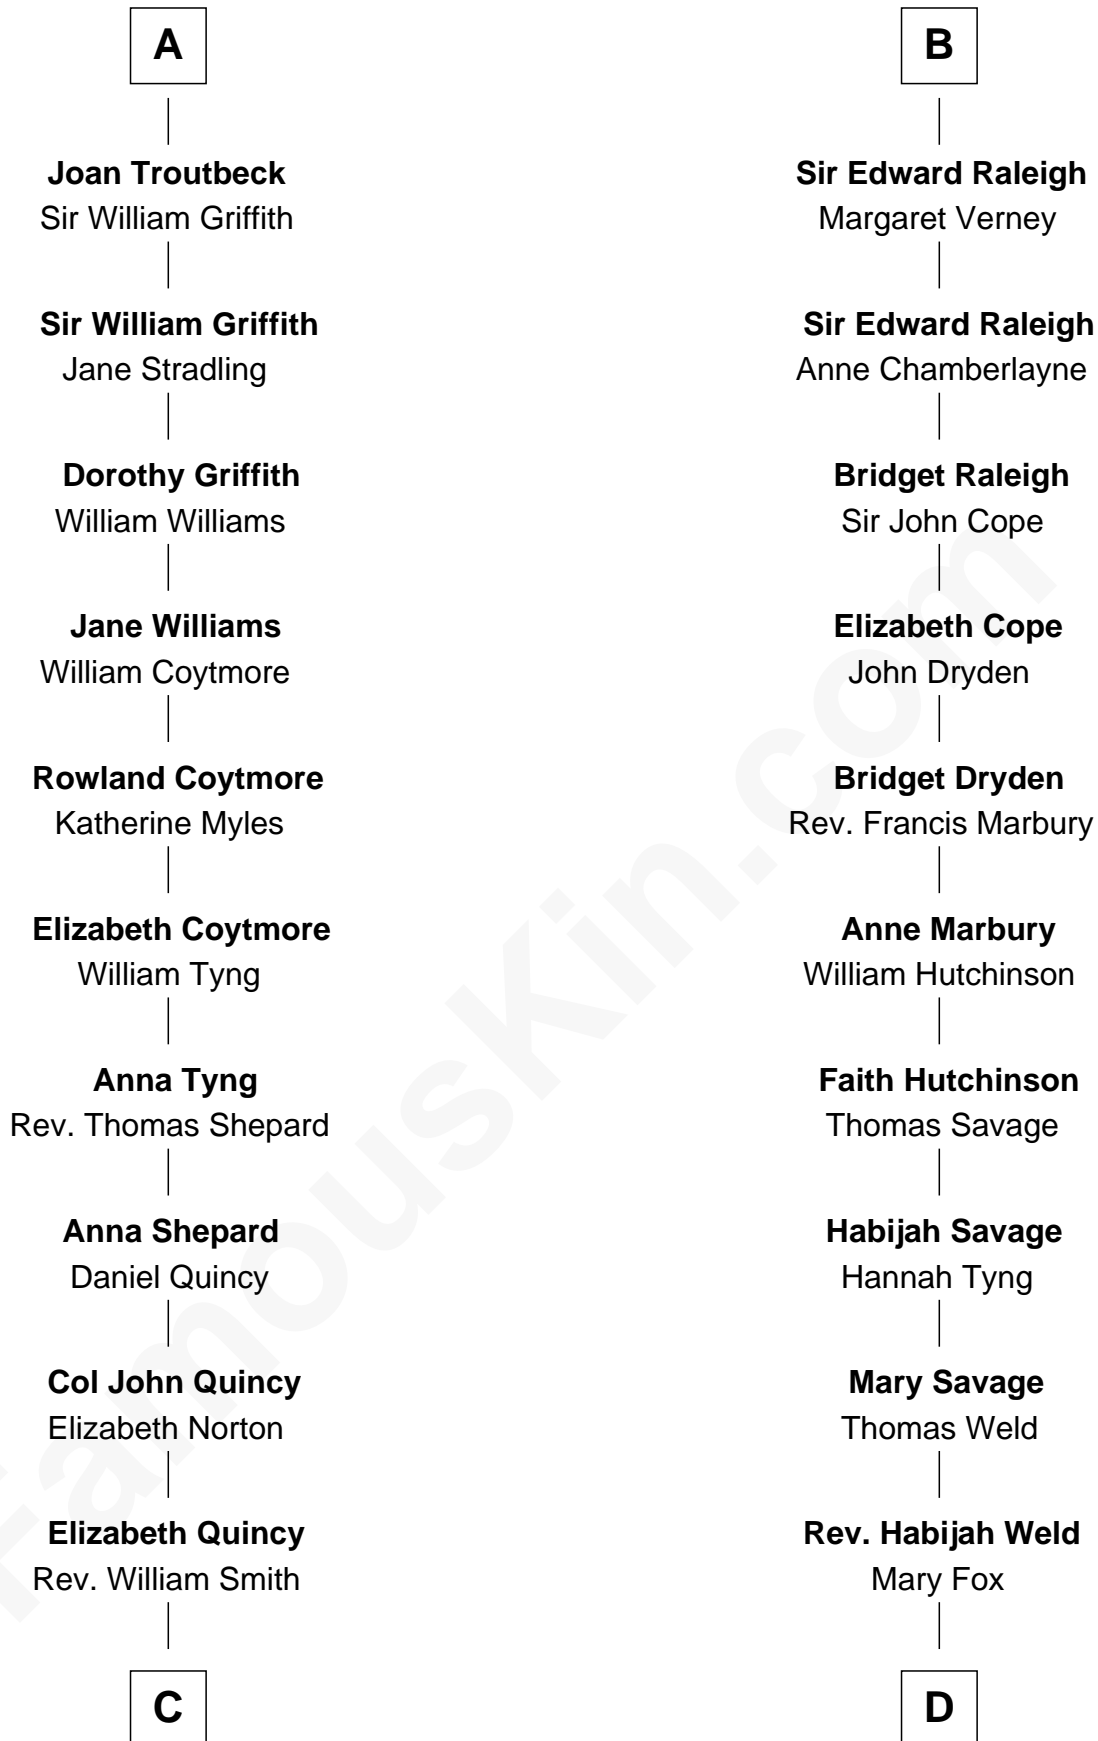 A
Joan Troutbeck
Sir William Griffith
Sir William Griffith
Jane Stradling
Dorothy Griffith
William Williams
Jane Williams
William Coytmore
Rowland Coytmore
Katherine Myles
Elizabeth Coytmore
William Tyng
Anna Tyng
Rev. Thomas Shepard
Anna Shepard
Daniel Quincy
Col John Quincy
Elizabeth Norton
Elizabeth Quincy
Rev. William Smith
C
B
Sir Edward Raleigh
Margaret Verney
Sir Edward Raleigh
Anne Chamberlayne
Bridget Raleigh
Sir John Cope
Elizabeth Cope
John Dryden
Bridget Dryden
Rev. Francis Marbury
Anne Marbury
William Hutchinson
Faith Hutchinson
Thomas Savage
Habijah Savage
Hannah Tyng
Mary Savage
Thomas Weld
Rev. Habijah Weld
Mary Fox
D
FamousKin.com